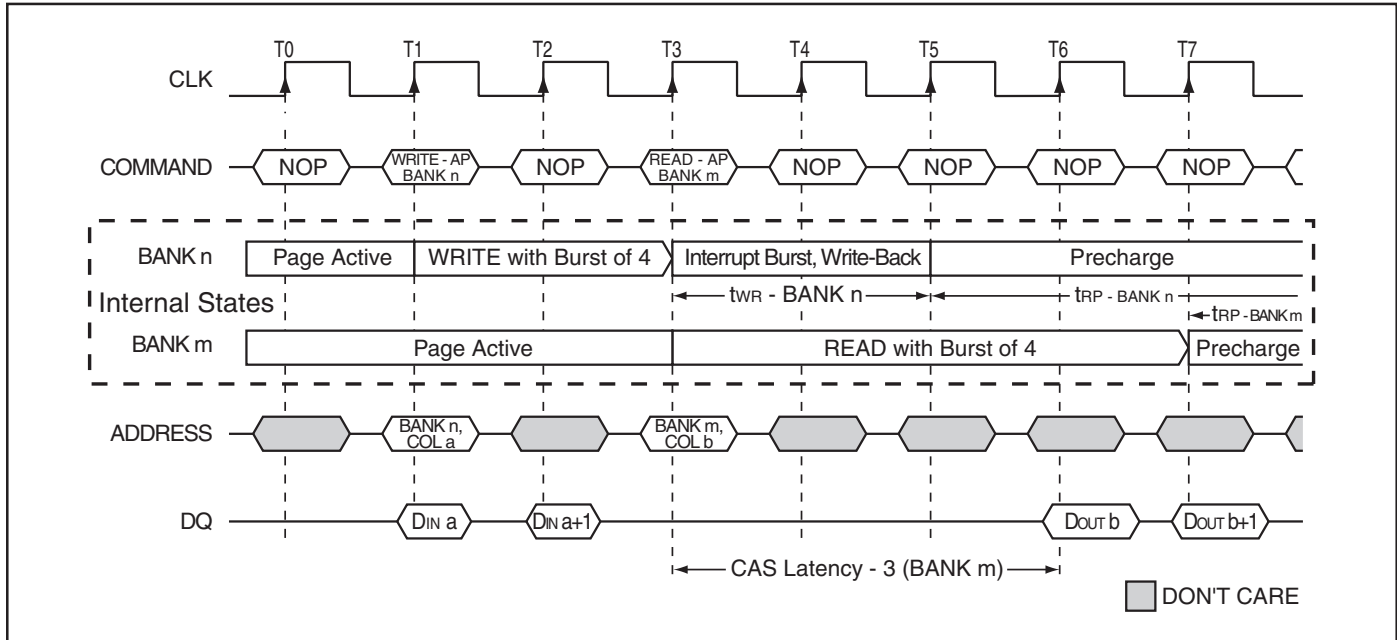 T0 T1 T2 T3 T4 T5 T6 T7
CLK
COMMAND NOP WRITE - AP BANK n NOP READ - AP BANK m NOP NOP NOP NOP
BANK n Page Active WRITE with Burst of 4 Interrupt Burst, Write-Back Precharge
Internal States tWR - BANK n tRP - BANK n
tRP - BANK m
BANK m Page Active READ with Burst of 4 Precharge
ADDRESS BANK n, COL a BANK m, COL b
DQ DIN a DIN a+1 DOUT b DOUT b+1
CAS Latency - 3 (BANK m)
DON'T CARE